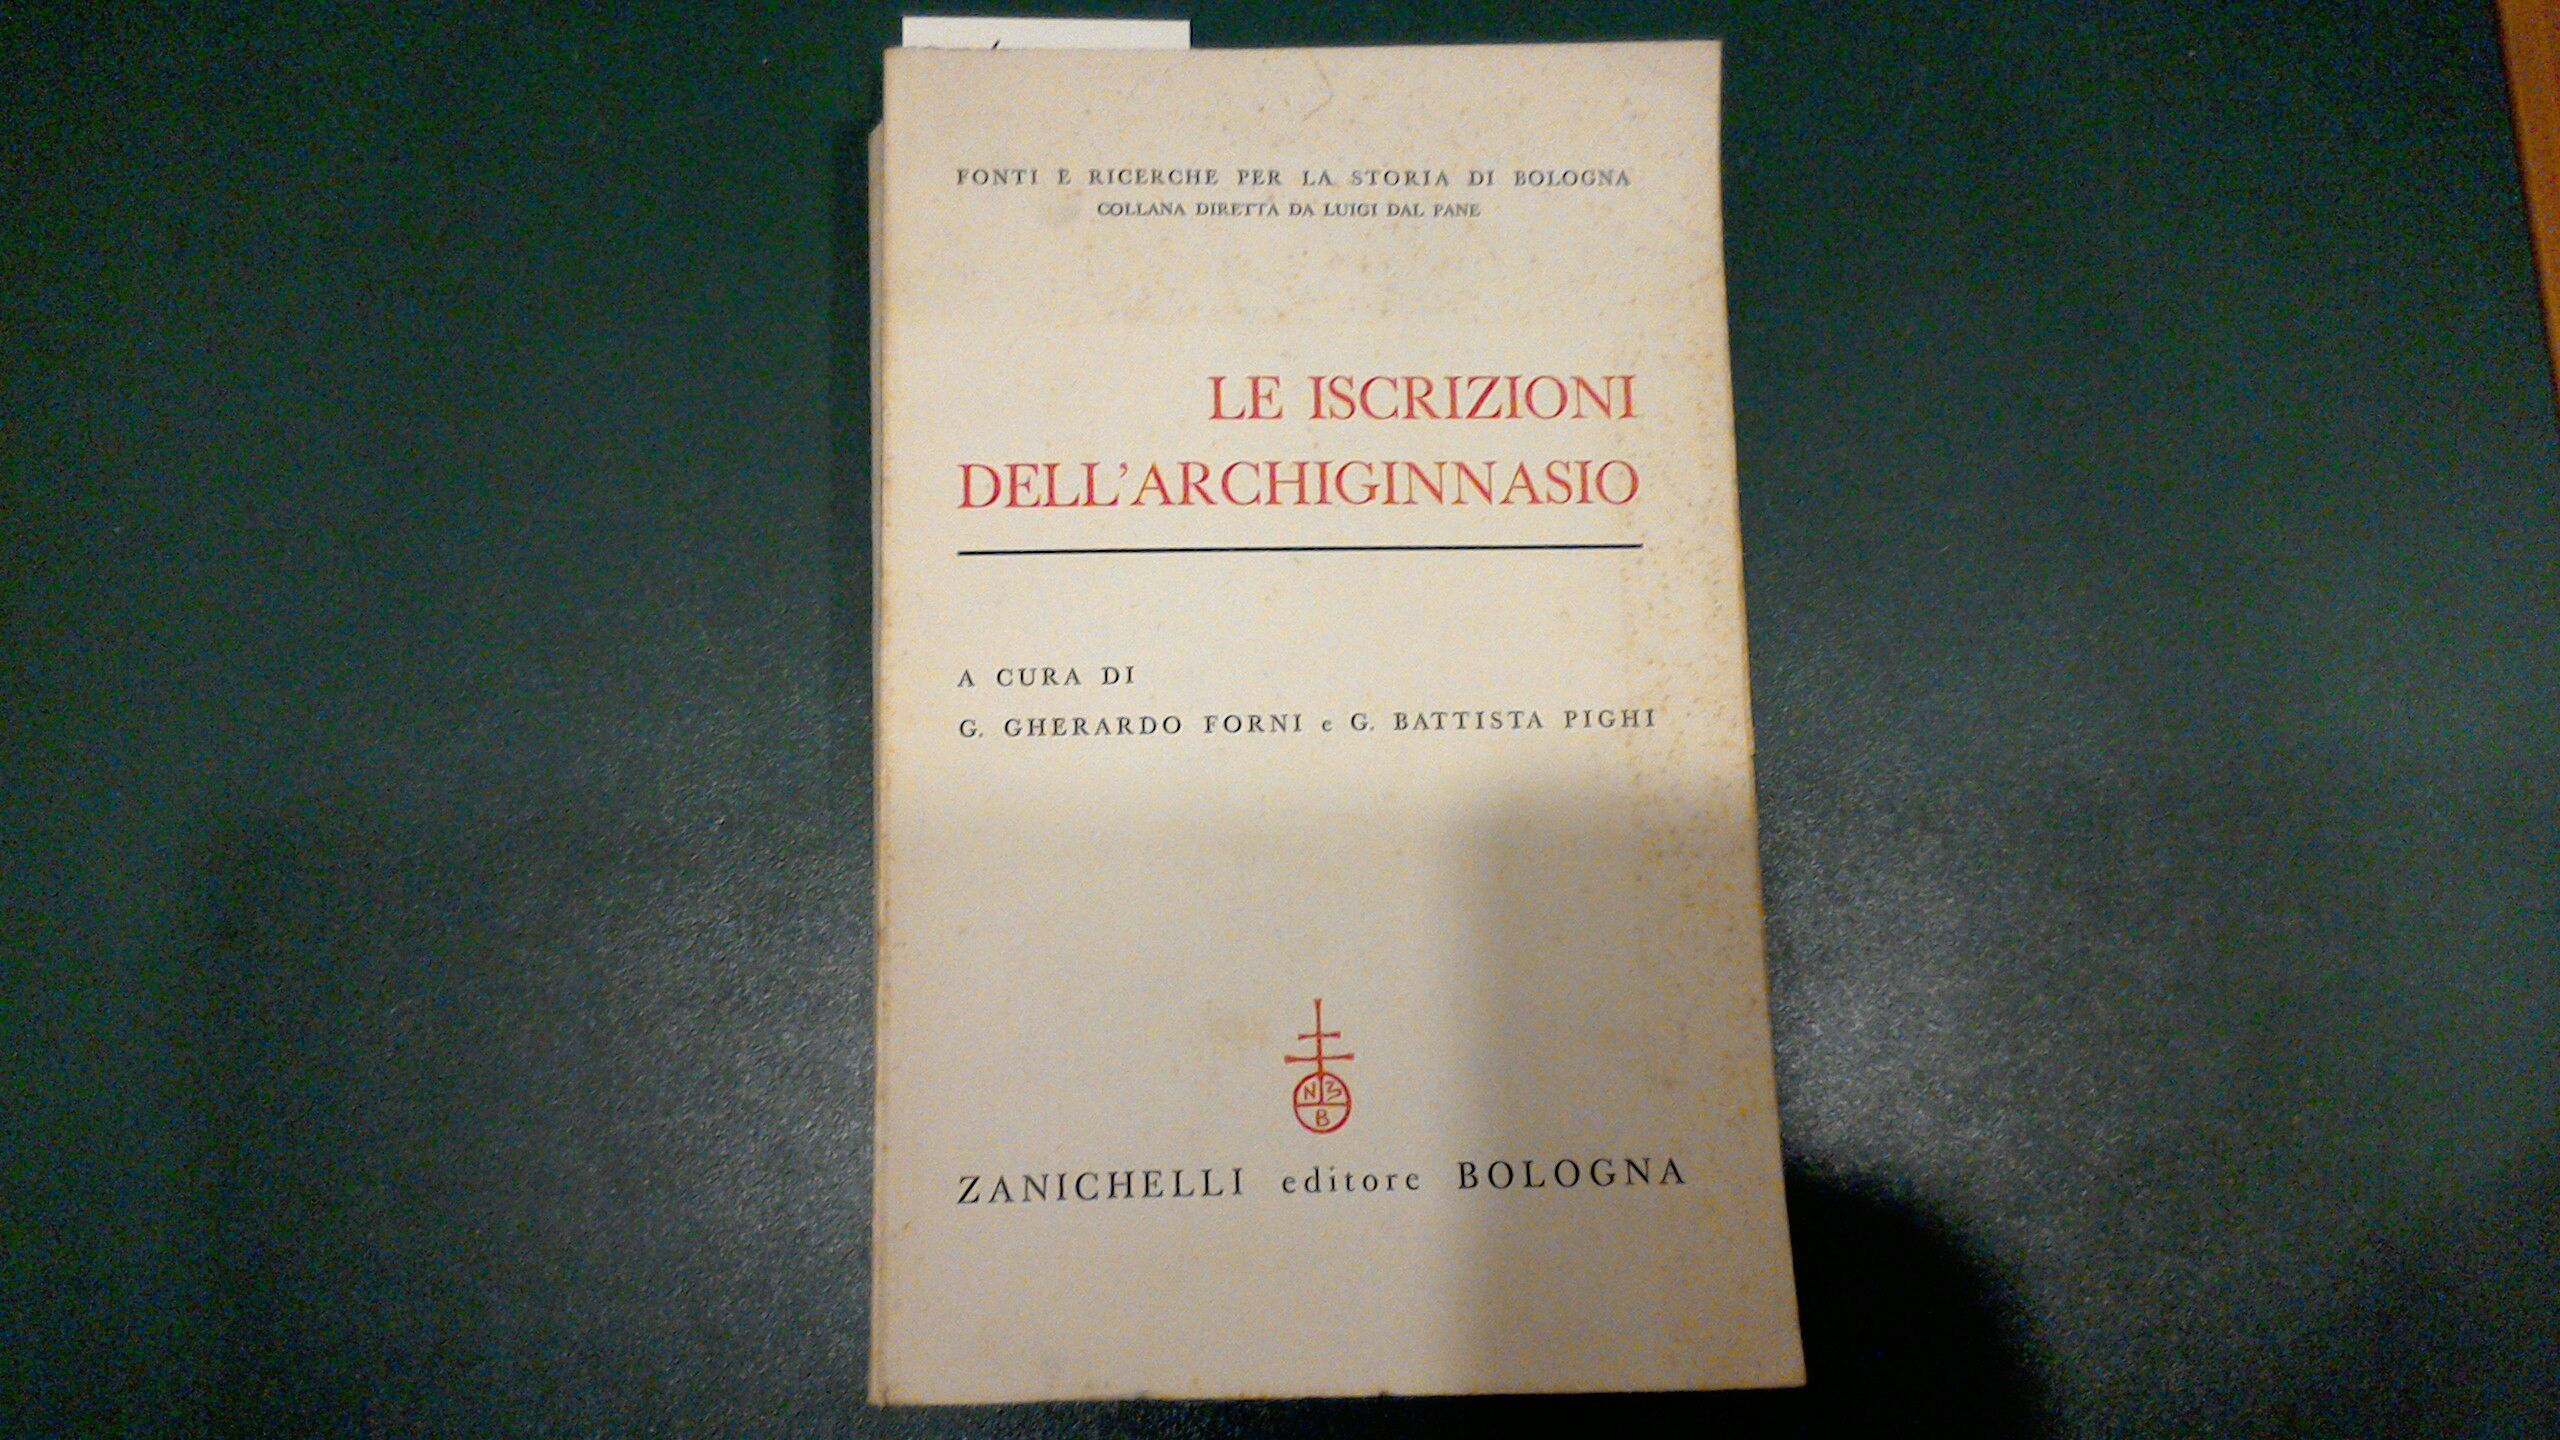 FONTI E RICERCHE PER LA STORIA DI BOLOGNA
COLLANA DIRETTA DA LUIGI DAL PANE
LE ISCRIZIONI
DELL'ARCHIGINNASIO
A CURA DI
G. GHERARDO FORNI e G. BATTISTA PIGHI
N Z
B
ZANICHELLI editore BOLOGNA